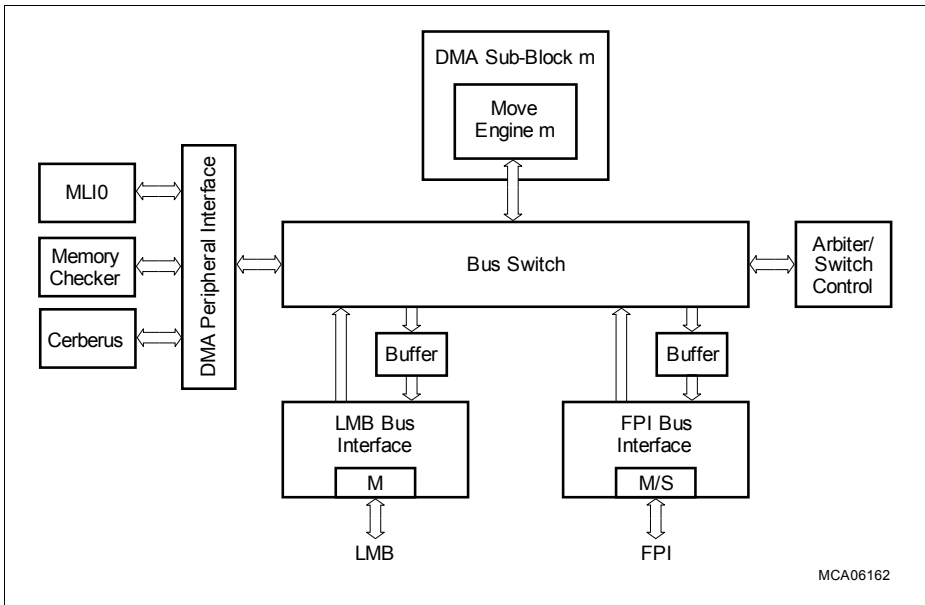 DMA Sub-Block m
Move
Engine m
MLI0
Memory
Checker
Cerberus
DMA Peripheral Interface
Bus Switch
Arbiter/
Switch
Control
Buffer
Buffer
LMB Bus
Interface
M
FPI Bus
Interface
M/S
LMB
FPI
MCA06162